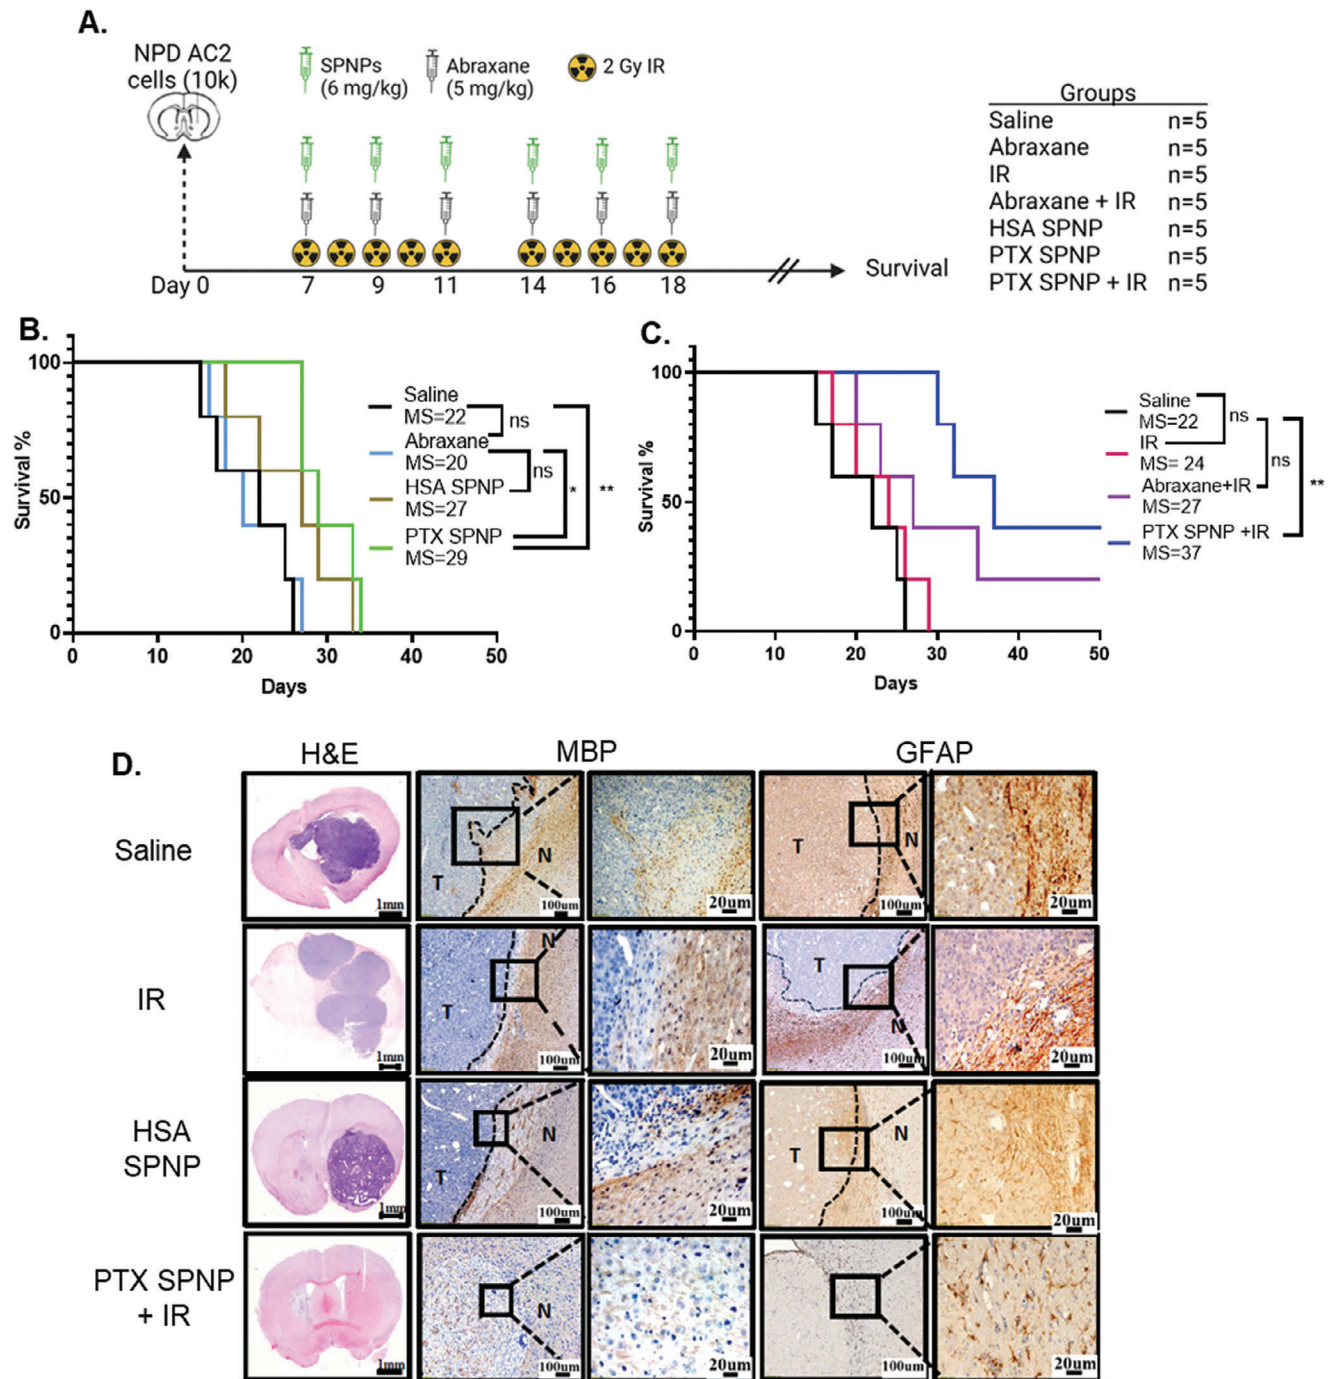 A.
NPD AC2
cells (10k)
SPNPs
(6 mg/kg)
Abraxane
(5 mg/kg)
2 Gy IR
Day 0
7
9
11
14
16
18
Survival
Groups
Saline n=5
Abraxane n=5
IR n=5
Abraxane + IR n=5
HSA SPNP n=5
PTX SPNP n=5
PTX SPNP + IR n=5
B.
Survival %
100
50
0
0 10 20 30 40 50
Days
Saline
MS=22
Abraxane
MS=20
HSA SPNP
MS=27
PTX SPNP
MS=29
ns
ns
*
**
C.
Survival %
100
50
0
0 10 20 30 40 50
Days
Saline
MS=22
IR
MS= 24
Abraxane+IR
MS=27
PTX SPNP +IR
MS=37
ns
ns
**
D.
H&E
MBP
GFAP
Saline
1mm
T
N
100um
20um
T
N
100um
20um
IR
1mm
T
N
100um
20um
T
N
100um
20um
HSA
SPNP
1mm
T
N
100um
20um
T
N
100um
20um
PTX SPNP
+ IR
1mm
N
100um
20um
100um
20um